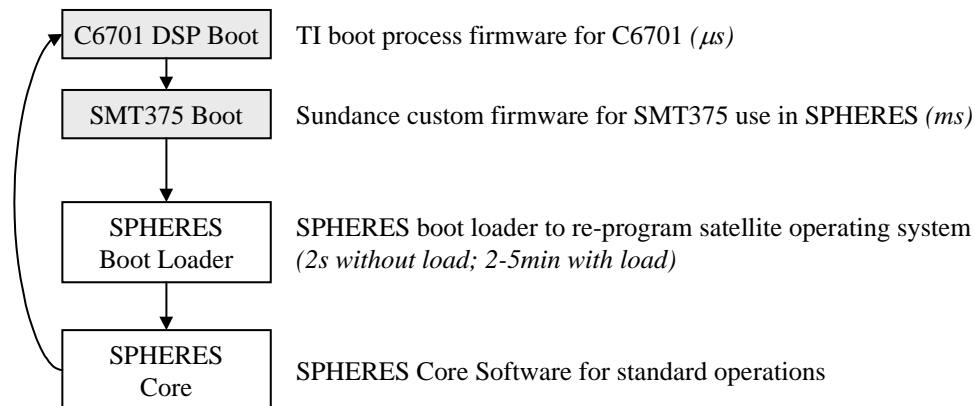 C6701 DSP Boot
TI boot process firmware for C6701 (μs)
SMT375 Boot
Sundance custom firmware for SMT375 use in SPHERES (ms)
SPHERES
Boot Loader
SPHERES boot loader to re-program satellite operating system
(2s without load; 2-5min with load)
SPHERES
Core
SPHERES Core Software for standard operations